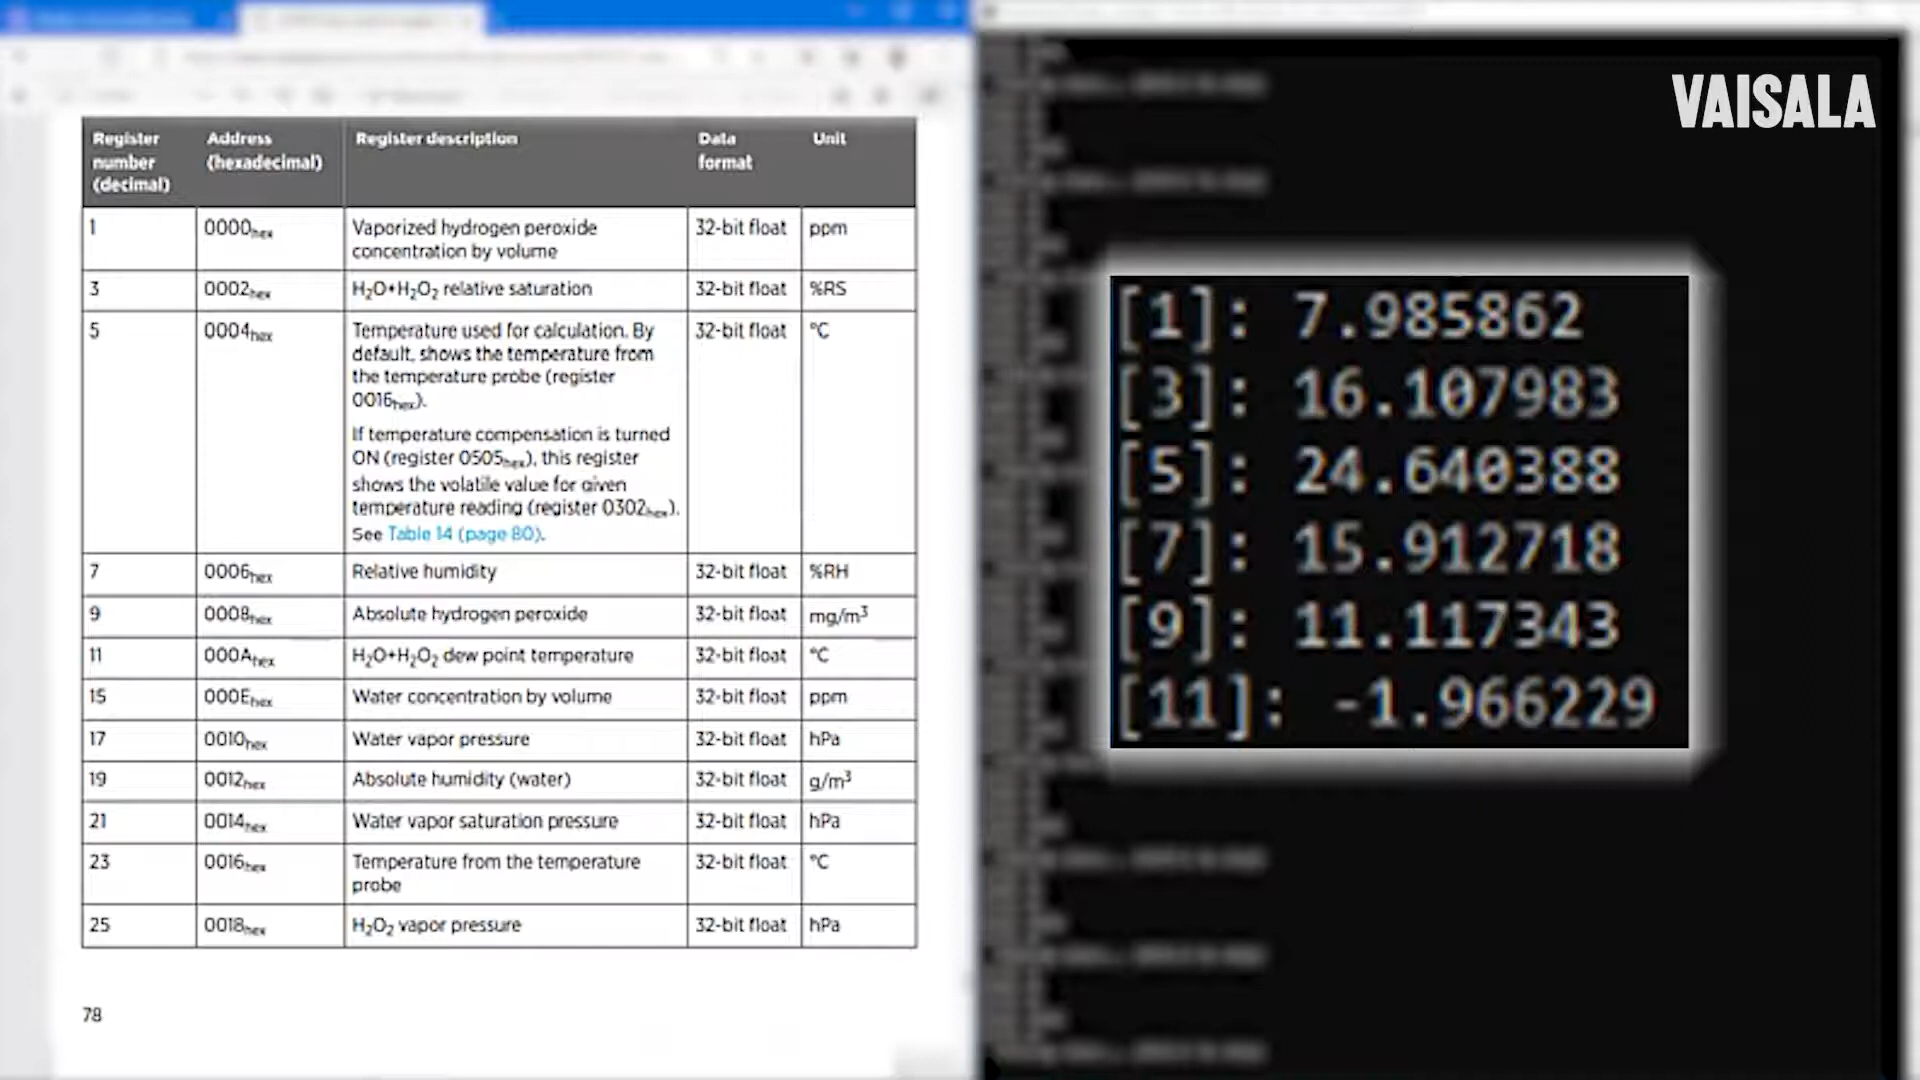 Register number (decimal) Address (hexadecimal) Register description Data format Unit
1 0000hex Vaporized hydrogen peroxide concentration by volume 32-bit float ppm
3 0002hex H₂O+H₂O₂ relative saturation 32-bit float %RS
5 0004hex Temperature used for calculation. By default, shows the temperature from the temperature probe (register 0016hex). 32-bit float °C
If temperature compensation is turned ON (register 0505hex), this register shows the volatile value for given temperature reading (register 0302hex). See Table 14 (page 80).
7 0006hex Relative humidity 32-bit float %RH
9 0008hex Absolute hydrogen peroxide 32-bit float mg/m³
11 000Ahex H₂O+H₂O₂ dew point temperature 32-bit float °C
15 000Ehex Water concentration by volume 32-bit float ppm
17 0010hex Water vapor pressure 32-bit float hPa
19 0012hex Absolute humidity (water) 32-bit float g/m³
21 0014hex Water vapor saturation pressure 32-bit float hPa
23 0016hex Temperature from the temperature probe 32-bit float °C
25 0018hex H₂O₂ vapor pressure 32-bit float hPa
78
VAISALA
[1]: 7.985862
[3]: 16.107983
[5]: 24.640388
[7]: 15.912718
[9]: 11.117343
[11]: -1.966229